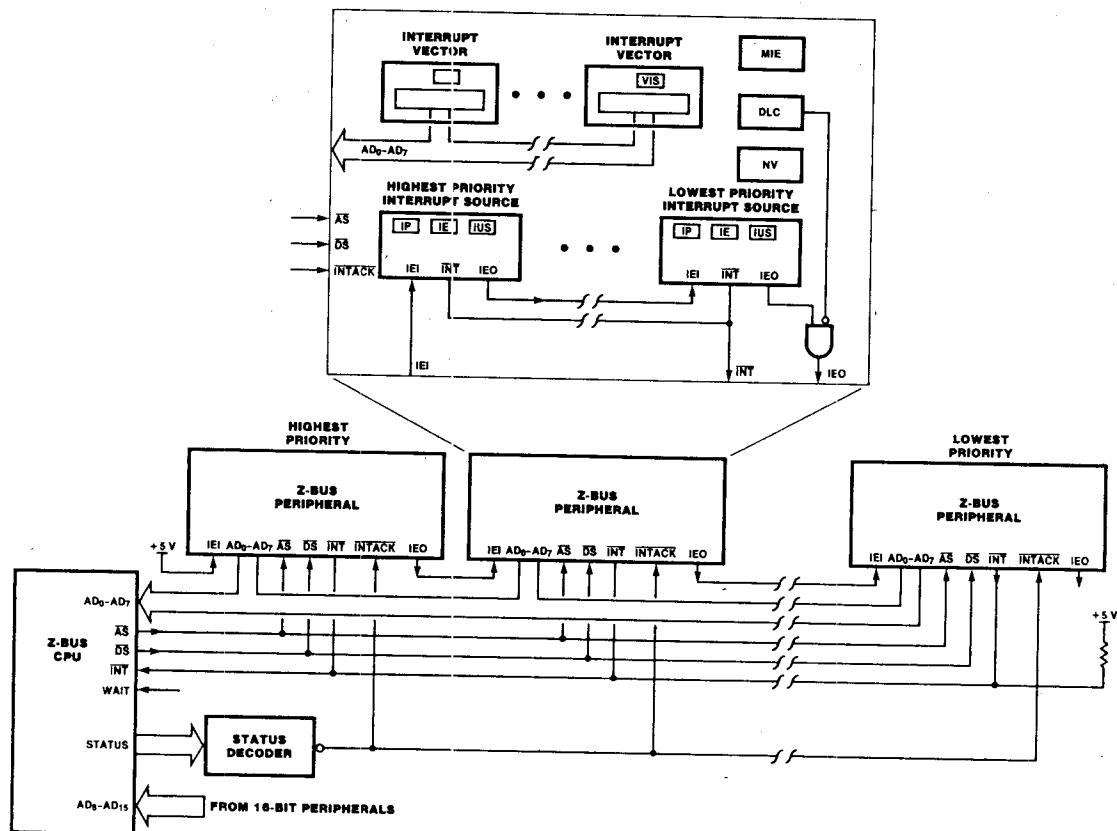 INTERRUPT
VECTOR
INTERRUPT
VECTOR
VIS
MIE
DLC
NV
AD0-AD7
HIGHEST PRIORITY
INTERRUPT SOURCE
LOWEST PRIORITY
INTERRUPT SOURCE
AS
DS
INTACK
IP IE IUS
IEI INT IEO
IP IE IUS
IEI INT IEO
IEI
INT
IEO
HIGHEST
PRIORITY
LOWEST
PRIORITY
Z-BUS
PERIPHERAL
Z-BUS
PERIPHERAL
Z-BUS
PERIPHERAL
+5 V
IEI AD0-AD7 AS DS INT INTACK IEO
IEI AD0-AD7 AS DS INT INTACK IEO
IEI AD0-AD7 AS DS INT INTACK IEO
+5 V
Z-BUS
CPU
AD0-AD7
AS
DS
INT
WAIT
STATUS
AD8-AD15
STATUS
DECODER
FROM 16-BIT PERIPHERALS